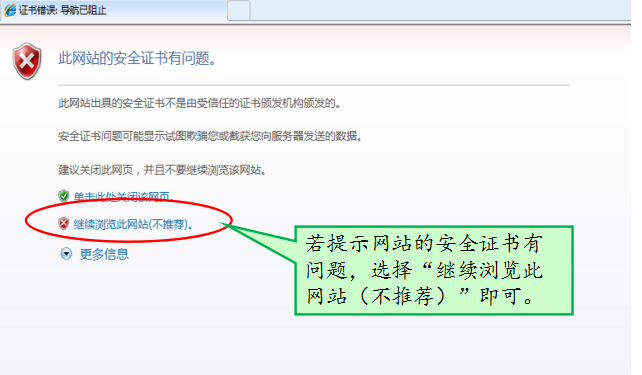 证书错误: 导航已阻止
此网站的安全证书有问题。
此网站出具的安全证书不是由受信任的证书颁发机构颁发的。
安全证书问题可能显示试图欺骗您或截获您向服务器发送的数据。
建议关闭此网页，并且不要继续浏览该网站。
单击此处关闭该网页。
继续浏览此网站(不推荐)。
更多信息
若提示网站的安全证书有
问题，选择“继续浏览此
网站（不推荐）”即可。